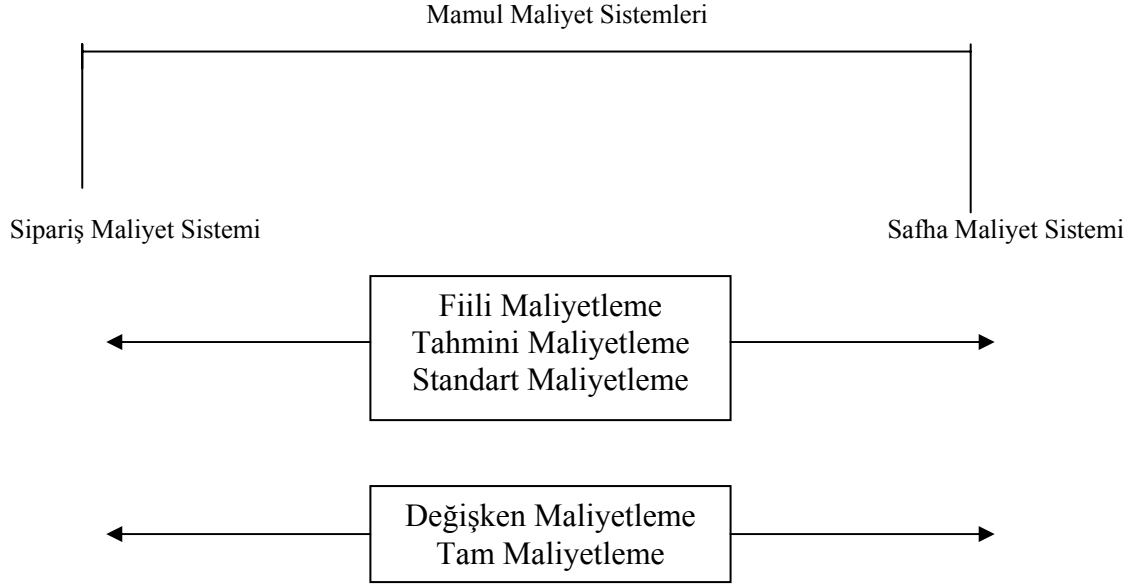 Mamul Maliyet Sistemleri
Sipariş Maliyet Sistemi
Safha Maliyet Sistemi
Fiili Maliyetleme
Tahmini Maliyetleme
Standart Maliyetleme
Değişken Maliyetleme
Tam Maliyetleme